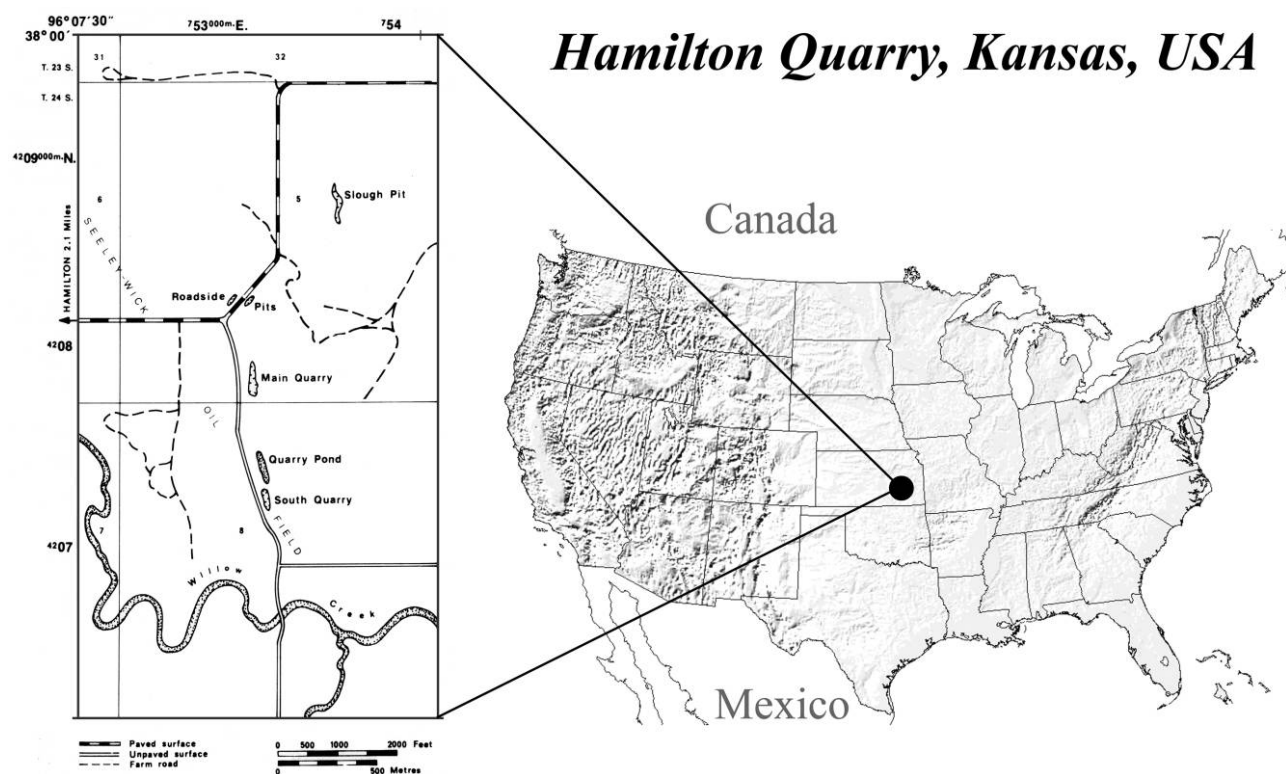 96°07'30"
⁷53000m.E.
⁷54
Hamilton Quarry, Kansas, USA
38°00'
31
32
T. 23 S.
T. 24 S.
⁴²09000m.N.
6
5
Slough Pit
HAMILTON 2.1 Miles
SEELEY-WICK
Canada
Roadside
Pits
⁴²08
Main Quarry
OIL
Quarry Pond
South Quarry
7
8
FIELD
⁴²07
Willow
Creek
Mexico
Paved surface
Unpaved surface
Farm road
0 500 1000 2000 Feet
0 500 Metres